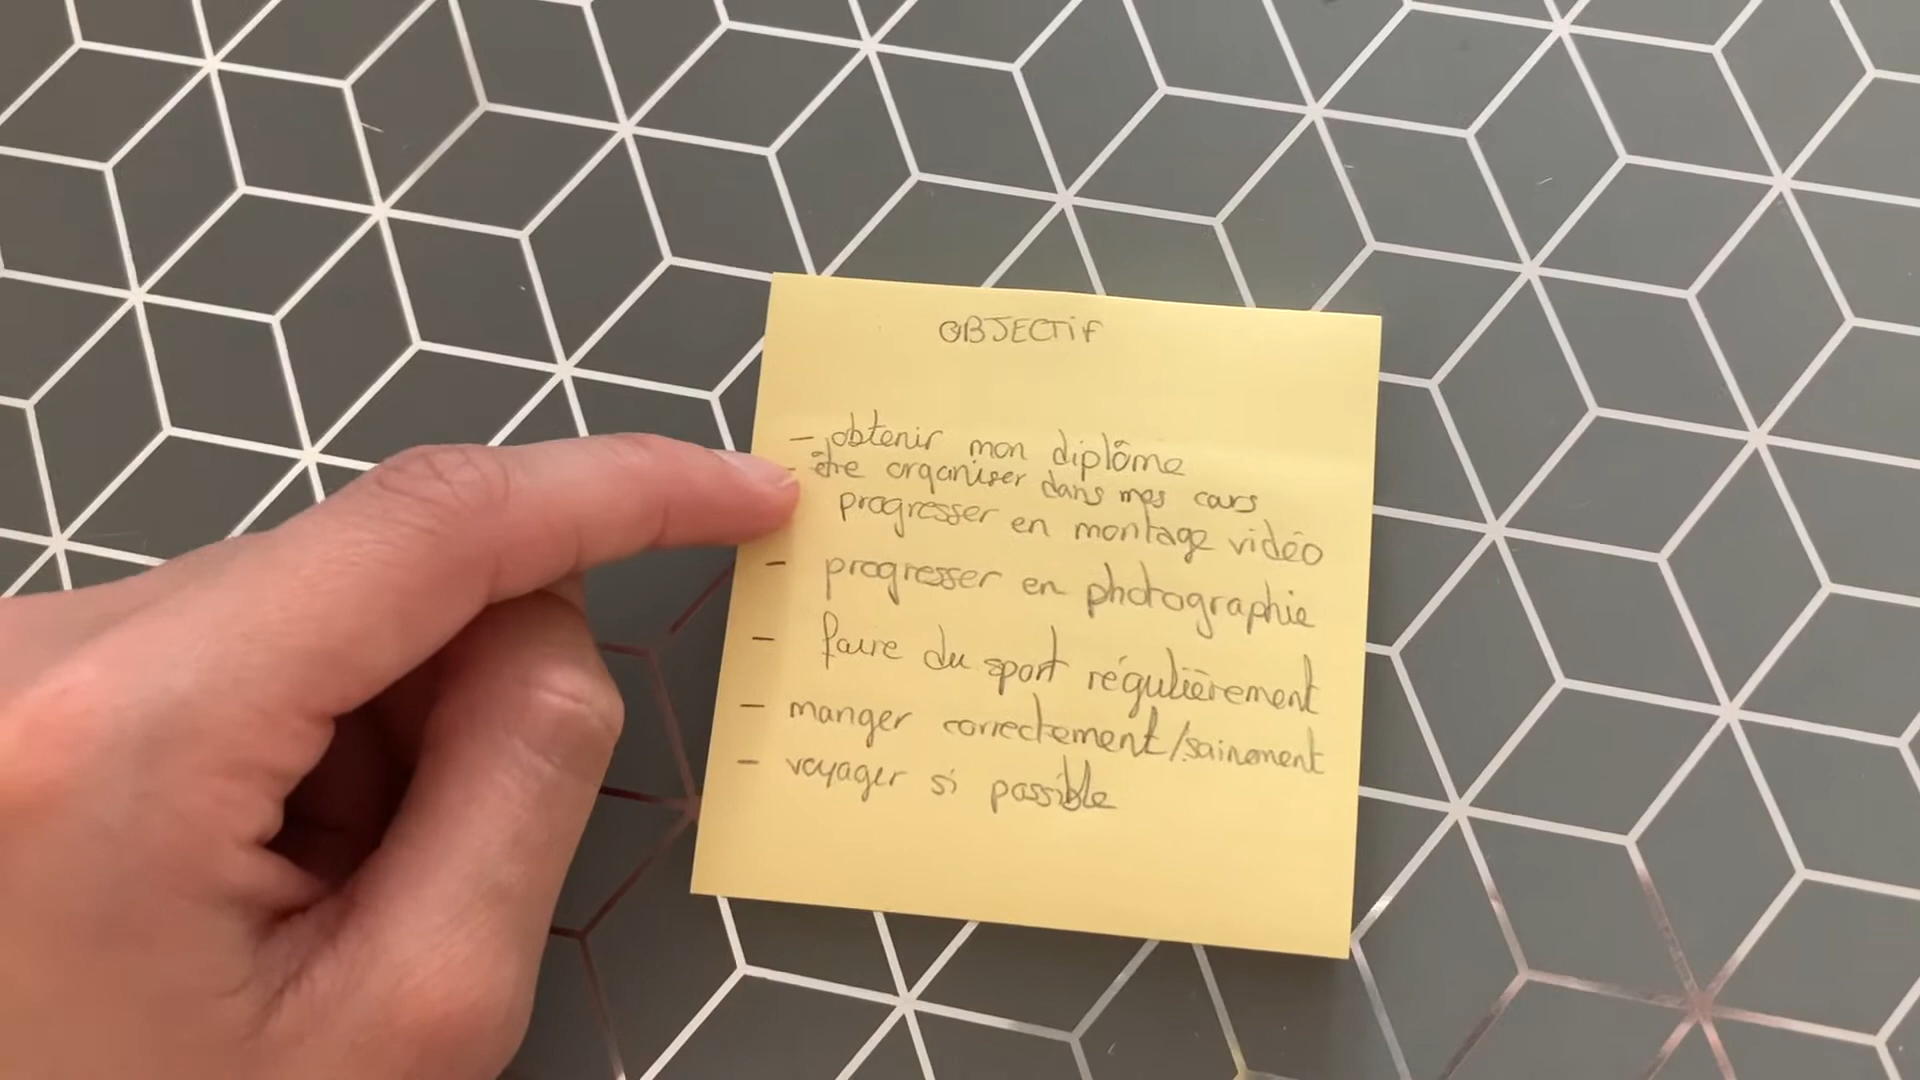 OBJECTIF
- obtenir mon diplôme
- être organiser dans mes cours
progresser en montage vidéo
- progresser en photographie
- faire du sport régulièrement
- manger correctement/sainement
- voyager si possible